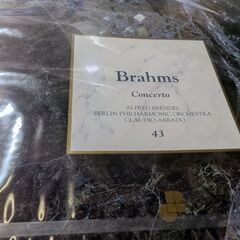 Brahms
Concerto
ALFRED BRENDEL
BERLIN PHILHARMONIC ORCHESTRA
CLAUDIO ABBADO
43